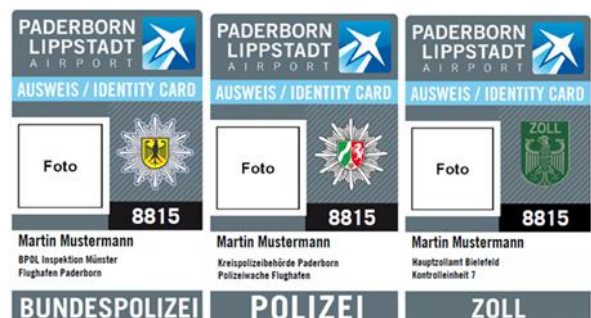 PADERBORN
LIPPSTADT
AIRPORT
AUSWEIS / IDENTITY CARD
Foto
8815
Martin Mustermann
BPOL Inspektion Münster
Flughafen Paderborn
BUNDESPOLIZEI
PADERBORN
LIPPSTADT
AIRPORT
AUSWEIS / IDENTITY CARD
Foto
8815
Martin Mustermann
Kreispolizeibehörde Paderborn
Polizeiwache Flughafen
POLIZEI
PADERBORN
LIPPSTADT
AIRPORT
AUSWEIS / IDENTITY CARD
Foto
ZOLL
8815
Martin Mustermann
Hauptzollamt Bielefeld
Kontrolleinheit 7
ZOLL